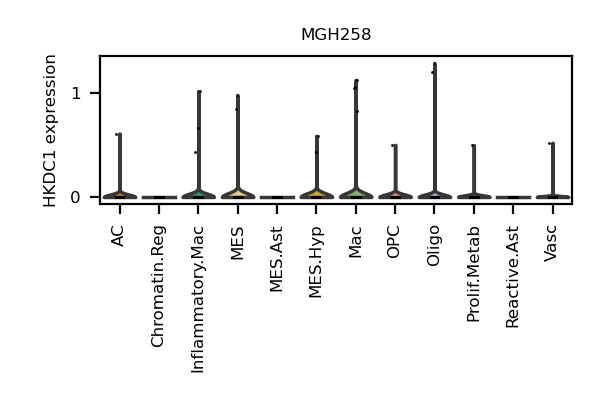 MGH258
HKDC1 expression
1
0
AC
Chromatin.Reg
Inflammatory.Mac
MES
MES.Ast
MES.Hyp
Mac
OPC
Oligo
Prolif.Metab
Reactive.Ast
Vasc